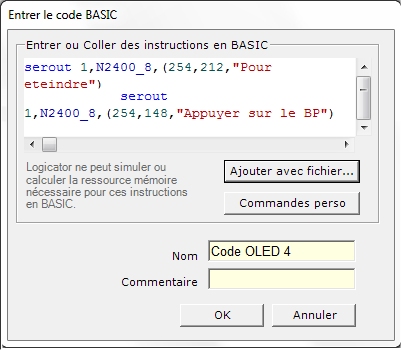 Entrer le code BASIC
Entrer ou Coller des instructions en BASIC
serout 1,N2400_8,(254,212,"Pour
eteindre")
serout
1,N2400_8,(254,148,"Appuyer sur le BP")
Logicator ne peut simuler ou
calculer la ressource mémoire
nécessaire pour ces instructions
en BASIC.
Ajouter avec fichier...
Commandes perso
Nom Code OLED 4
Commentaire
OK Annuler